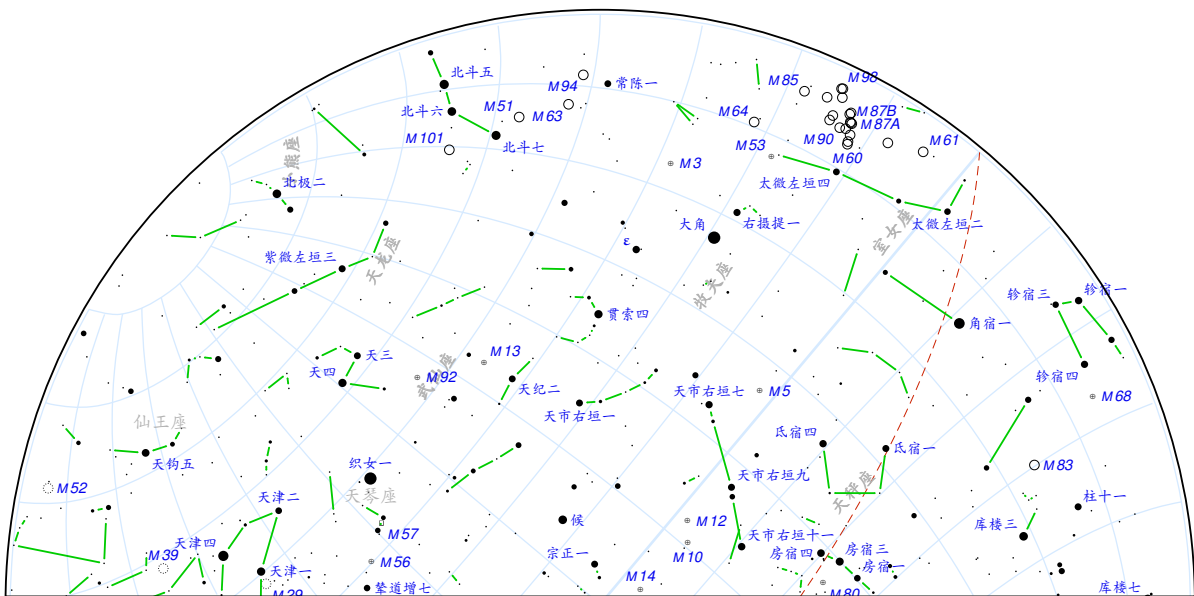 北斗五
M94
常陈一
M85
M98
北斗六
M51
M63
M64
M87B
M87A
M101
北斗七
M90
M61
M53
M60
熊座
M3
北极二
太微左垣四
大角
右摄提一
室女座
太微左垣二
ε
紫微左垣三
天龙座
牧夫座
轸宿三
轸宿一
贯索四
角宿一
天三
M13
天四
M92
武仙座
天纪二
M5
轸宿四
天市右垣七
M68
天市右垣一
仙王座
氐宿四
氐宿一
天钩五
织女一
M83
天市右垣九
M52
天琴座
天秤座
天津二
柱十一
M57
候
M12
库楼三
天津四
天市右垣十一
M39
M10
房宿四
房宿三
宗正一
M56
天津一
房宿一
M14
辇道增七
M29
M80
库楼七